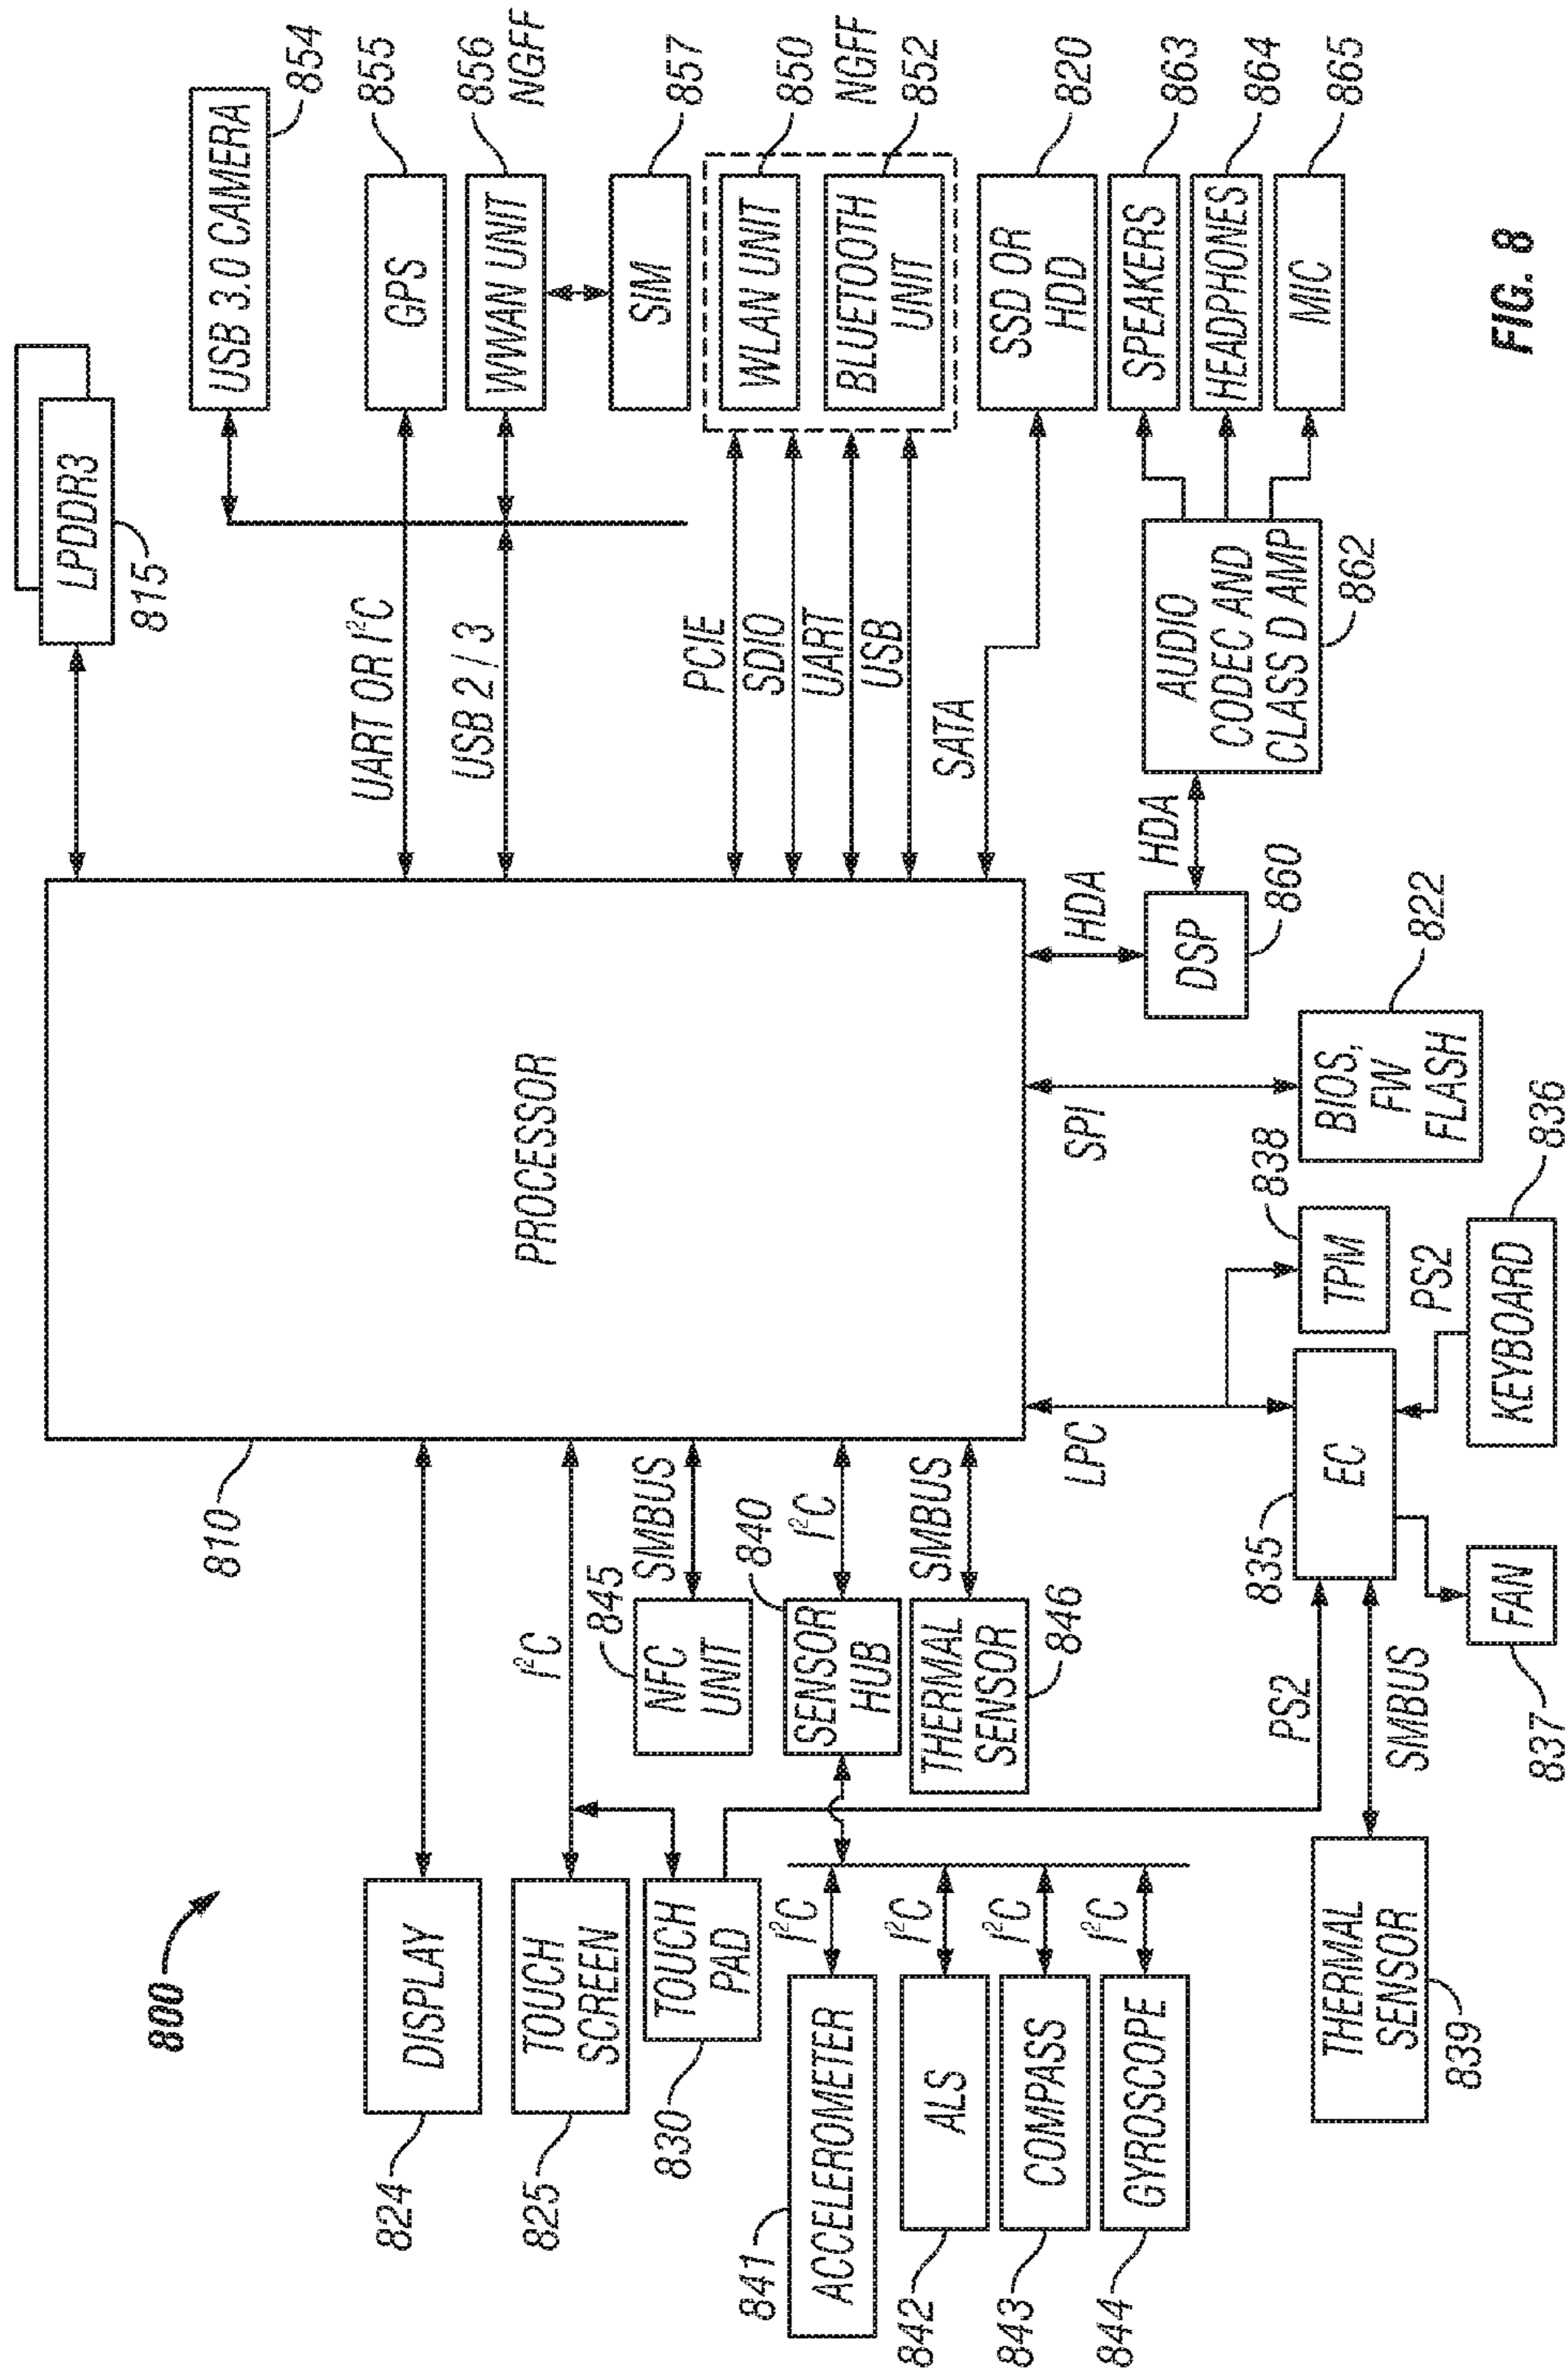 800
LPDDR3
815
810
PROCESSOR
824
DISPLAY
I²C
825
TOUCH
SCREEN
830
TOUCH
PAD
845
NFC
UNIT
SMBUS
840
SENSOR
HUB
I²C
THERMAL
SENSOR
846
SMBUS
841
ACCELEROMETER
I²C
842
ALS
I²C
843
COMPASS
I²C
844
GYROSCOPE
I²C
THERMAL
SENSOR
839
PS2
SMBUS
835
EC
LPC
FAN
837
TPM
838
PS2
KEYBOARD
836
SPI
BIOS,
FW
FLASH
822
HDA
DSP
860
HDA
AUDIO
CODEC AND
CLASS D AMP
862
USB 3.0 CAMERA
854
UART OR I²C
GPS
855
USB 2 / 3
WWAN UNIT
856
NGFF
SIM
857
PCIE
SDIO
UART
USB
WLAN UNIT
850
NGFF
BLUETOOTH
UNIT
852
SATA
SSD OR
HDD
820
SPEAKERS
863
HEADPHONES
864
MIC
865
FIG. 8